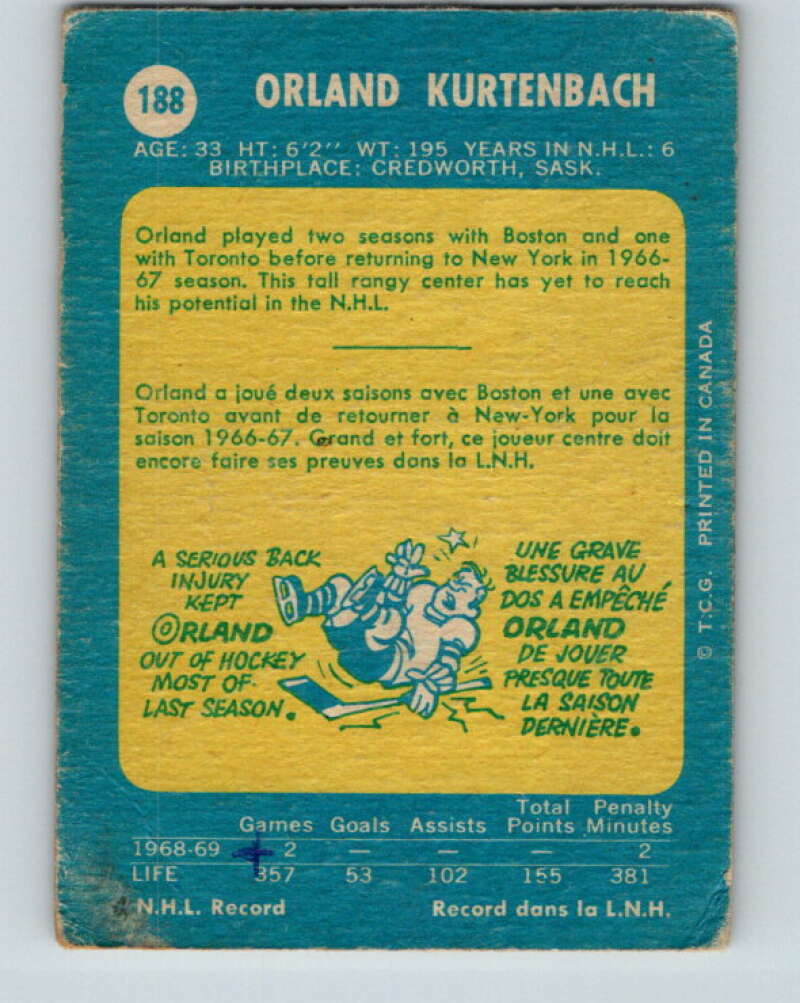 188 ORLAND KURTENBACH
AGE: 33 HT: 6'2'' WT: 195 YEARS IN N.H.L.: 6
BIRTHPLACE: CREDWORTH, SASK.
Orland played two seasons with Boston and one
with Toronto before returning to New York in 1966-
67 season. This tall rangy center has yet to reach
his potential in the N.H.L.
Orland a joué deux saisons avec Boston et une avec
Toronto avant de retourner à New-York pour la
saison 1966-67. Grand et fort, ce joueur centre doit
encore faire ses preuves dans la L.N.H.
A SERIOUS BACK
INJURY
KEPT
ORLAND
OUT OF HOCKEY
MOST OF
LAST SEASON.
UNE GRAVE
BLESSURE AU
DOS A EMPÊCHÉ
ORLAND
DE JOUER
PRESQUE TOUTE
LA SAISON
DERNIÈRE.
© T.C.G. PRINTED IN CANADA
Total Penalty
Games Goals Assists Points Minutes
1968-69 2 — — — 2
LIFE 357 53 102 155 381
N.H.L. Record Record dans la L.N.H.